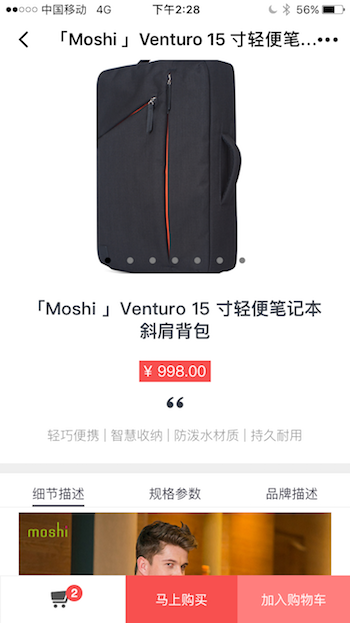 中国移动 4G 下午2:28 56%
「Moshi 」Venturo 15 寸轻便笔...
「Moshi 」Venturo 15 寸轻便笔记本
斜肩背包
¥ 998.00
❝
轻巧便携 | 智慧收纳 | 防泼水材质 | 持久耐用
细节描述 规格参数 品牌描述
moshi
2
马上购买 加入购物车